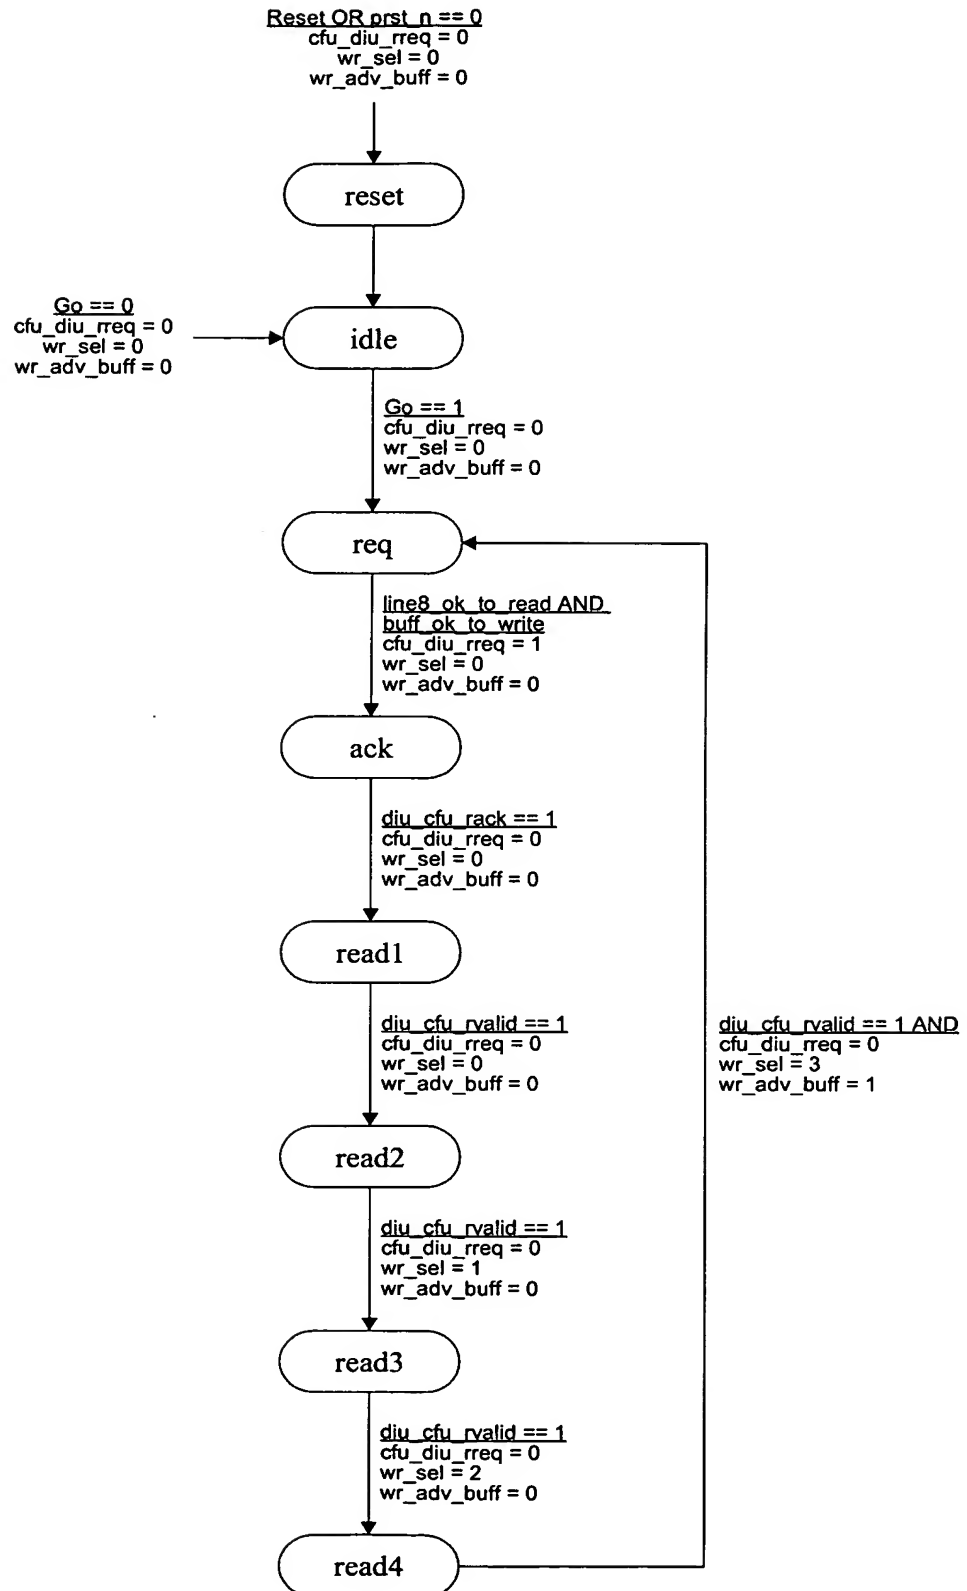 Reset OR prst_n == 0
cfu_diu_rreq = 0
wr_sel = 0
wr_adv_buff = 0
reset
Go == 0
cfu_diu_rreq = 0
wr_sel = 0
wr_adv_buff = 0
idle
Go == 1
cfu_diu_rreq = 0
wr_sel = 0
wr_adv_buff = 0
req
line8_ok_to_read AND
buff_ok_to_write
cfu_diu_rreq = 1
wr_sel = 0
wr_adv_buff = 0
ack
diu_cfu_rack == 1
cfu_diu_rreq = 0
wr_sel = 0
wr_adv_buff = 0
read1
diu_cfu_rvalid == 1
cfu_diu_rreq = 0
wr_sel = 0
wr_adv_buff = 0
diu_cfu_rvalid == 1 AND
cfu_diu_rreq = 0
wr_sel = 3
wr_adv_buff = 1
read2
diu_cfu_rvalid == 1
cfu_diu_rreq = 0
wr_sel = 1
wr_adv_buff = 0
read3
diu_cfu_rvalid == 1
cfu_diu_rreq = 0
wr_sel = 2
wr_adv_buff = 0
read4